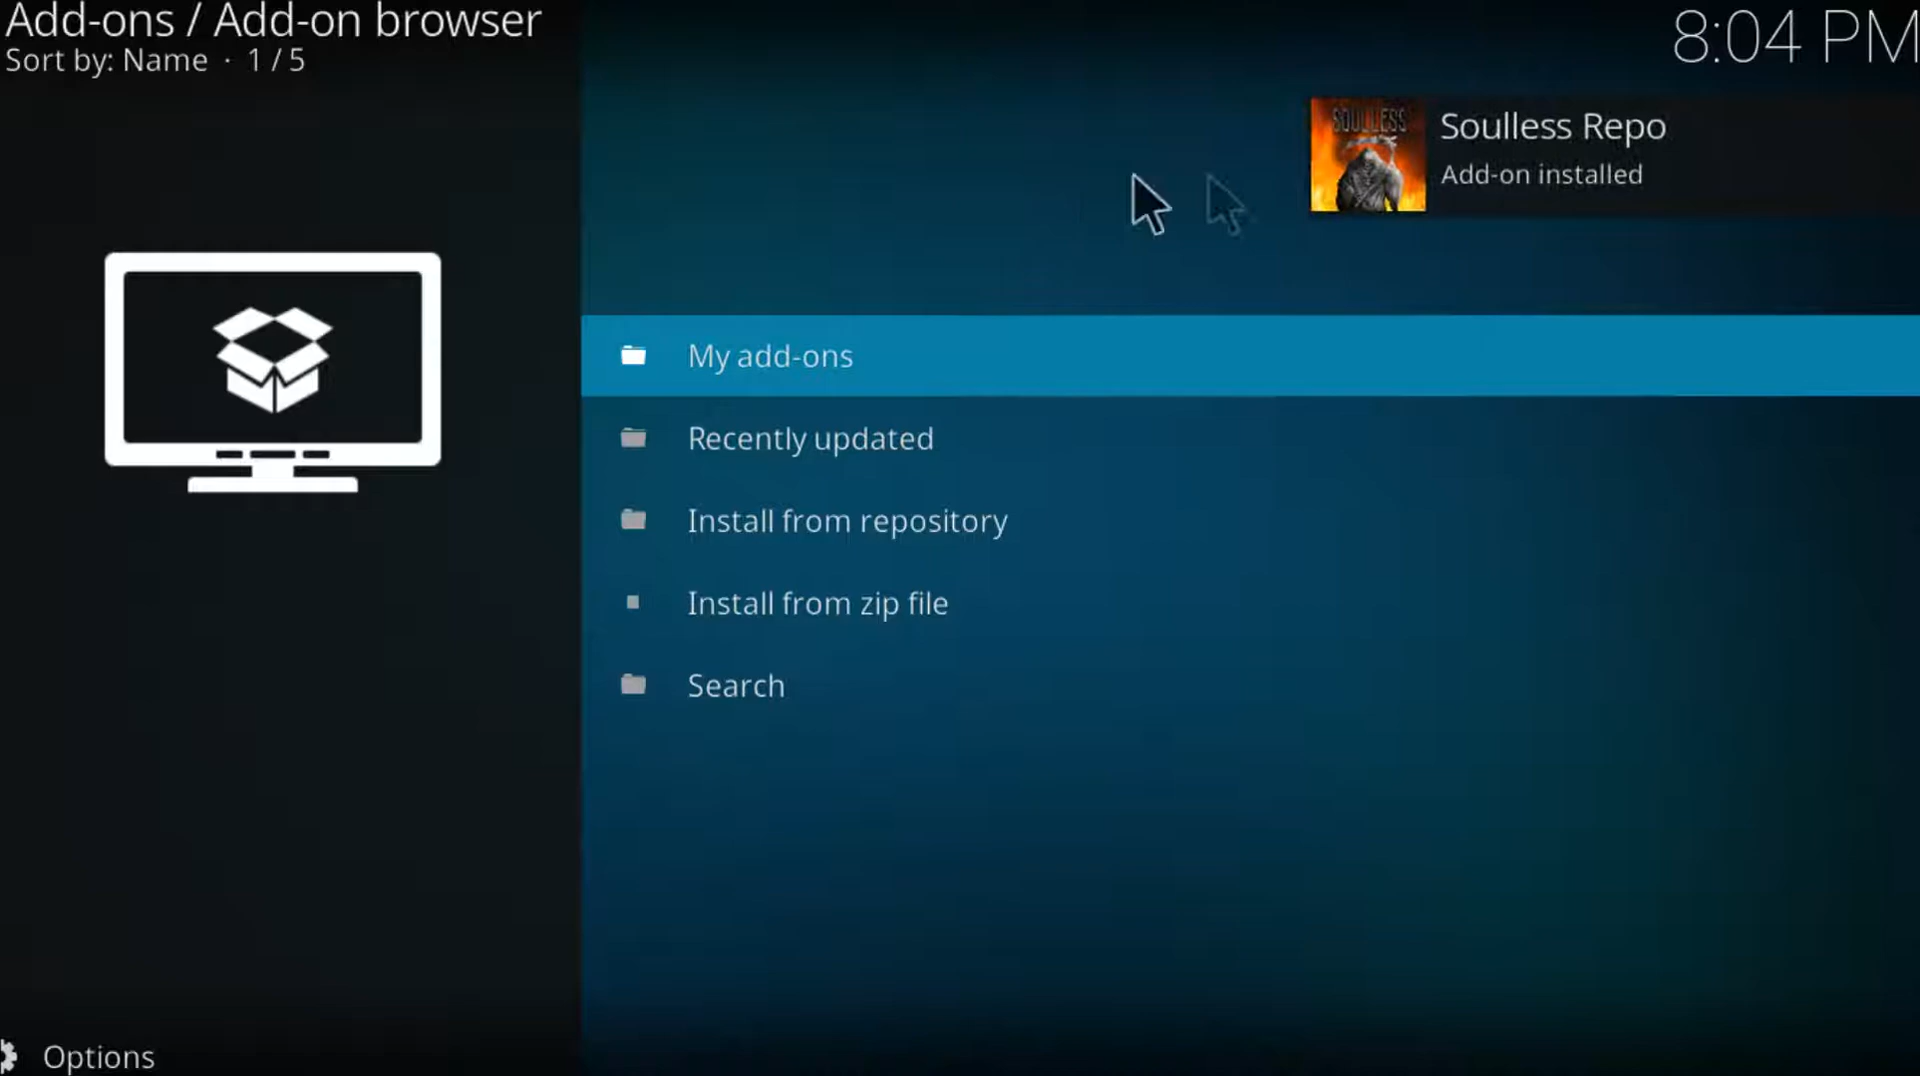 Add-ons / Add-on browser
Sort by: Name · 1 / 5
8:04 PM
SOULLESS
Soulless Repo
Add-on installed
My add-ons
Recently updated
Install from repository
Install from zip file
Search
Options